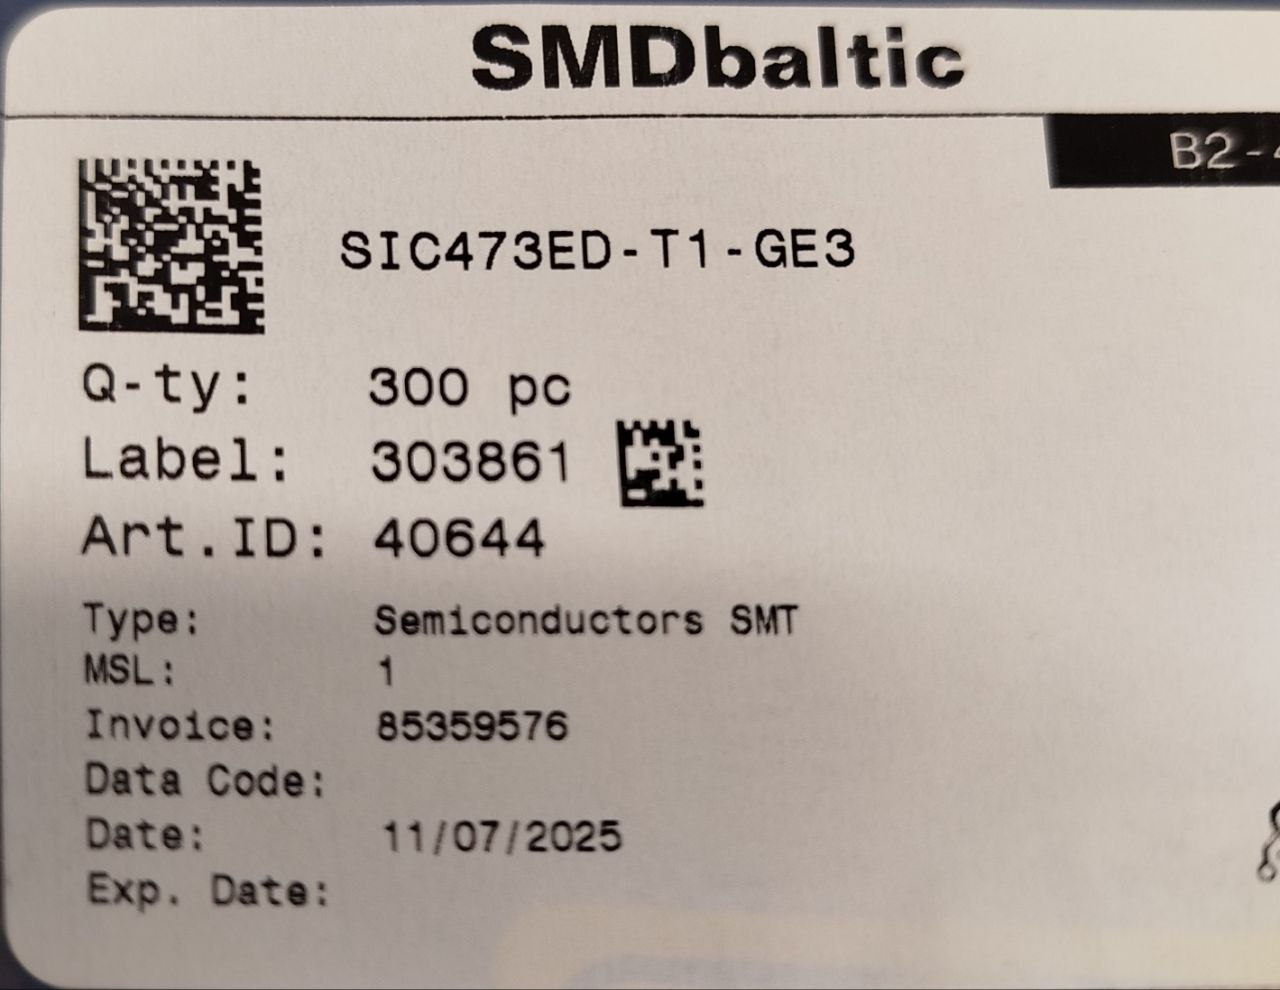 SMDbaltic
B2-
SIC473ED-T1-GE3
Q-ty: 300 pc
Label: 303861
Art.ID: 40644
Type: Semiconductors SMT
MSL: 1
Invoice: 85359576
Data Code:
Date: 11/07/2025
Exp. Date: